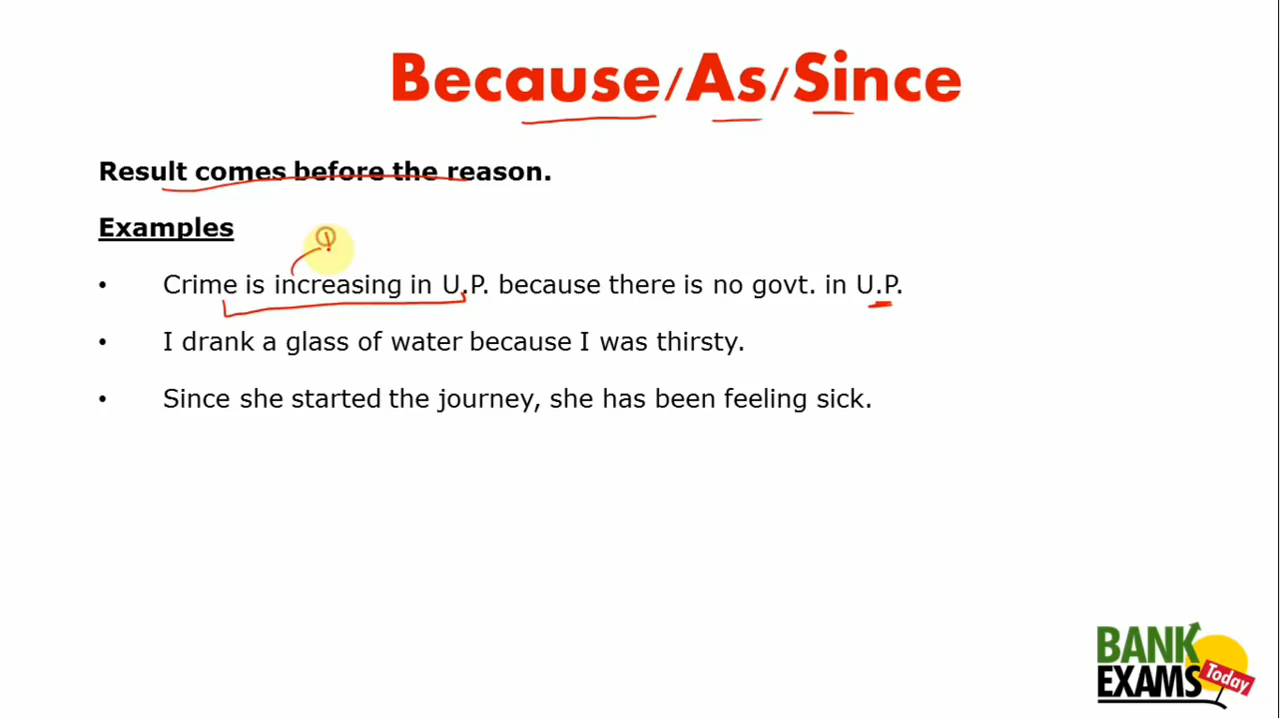 Because/As/Since
Result comes before the reason.
Examples
①
• Crime is increasing in U.P. because there is no govt. in U.P.
• I drank a glass of water because I was thirsty.
• Since she started the journey, she has been feeling sick.
BANK
EXAMS
Today